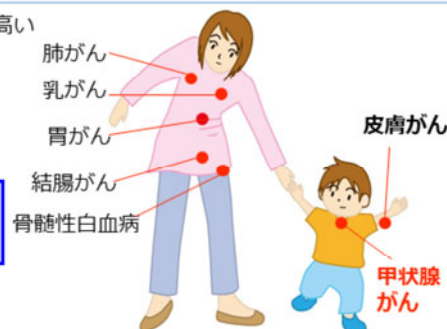 高い
肺がん
乳がん
胃がん
結腸がん
骨髄性白血病
皮膚がん
甲状腺
がん